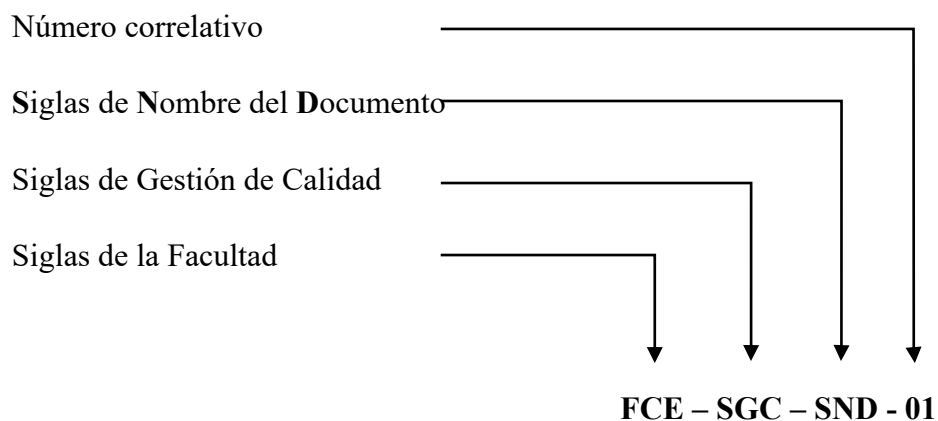 Número correlativo
Siglas de Nombre del Documento
Siglas de Gestión de Calidad
Siglas de la Facultad
FCE – SGC – SND - 01